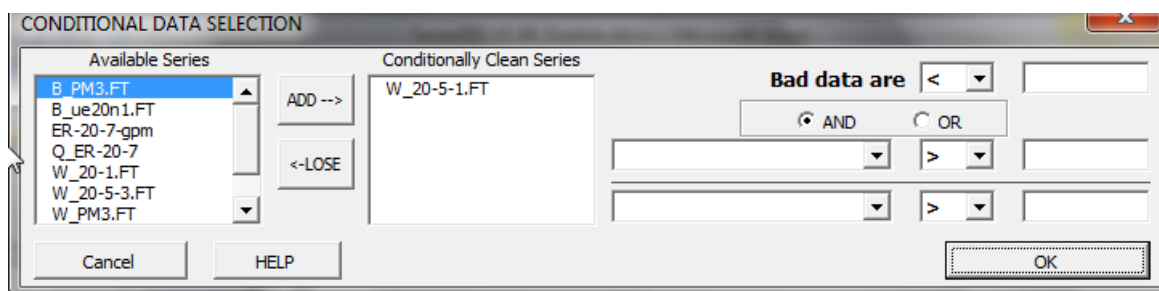 CONDITIONAL DATA SELECTION
X
Available Series
B_PM3.FT
B_ue20n1.FT
ER-20-7-gpm
Q_ER-20-7
W_20-1.FT
W_20-5-3.FT
W_PM3.FT
ADD -->
<-LOSE
Conditionally Clean Series
W_20-5-1.FT
Bad data are <
AND OR
>
>
Cancel
HELP
OK